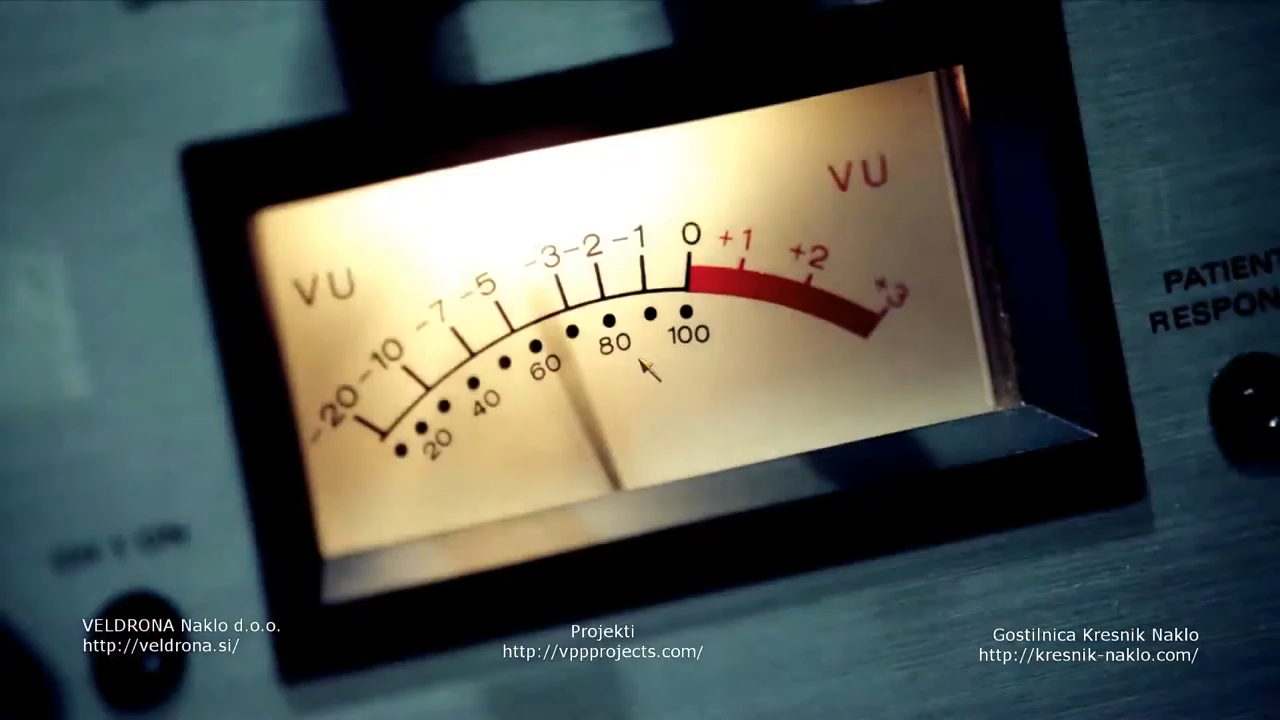 VU
VU
-20
-10
-7
-5
-3
-2
-1
0
+1
+2
+3
20
40
60
80
100
PATIENT
VELDRONA Naklo d.o.o.
http://veldrona.si/
Projekti
http://vppprojects.com/
Gostilnica Kresnik Naklo
http://kresnik-naklo.com/